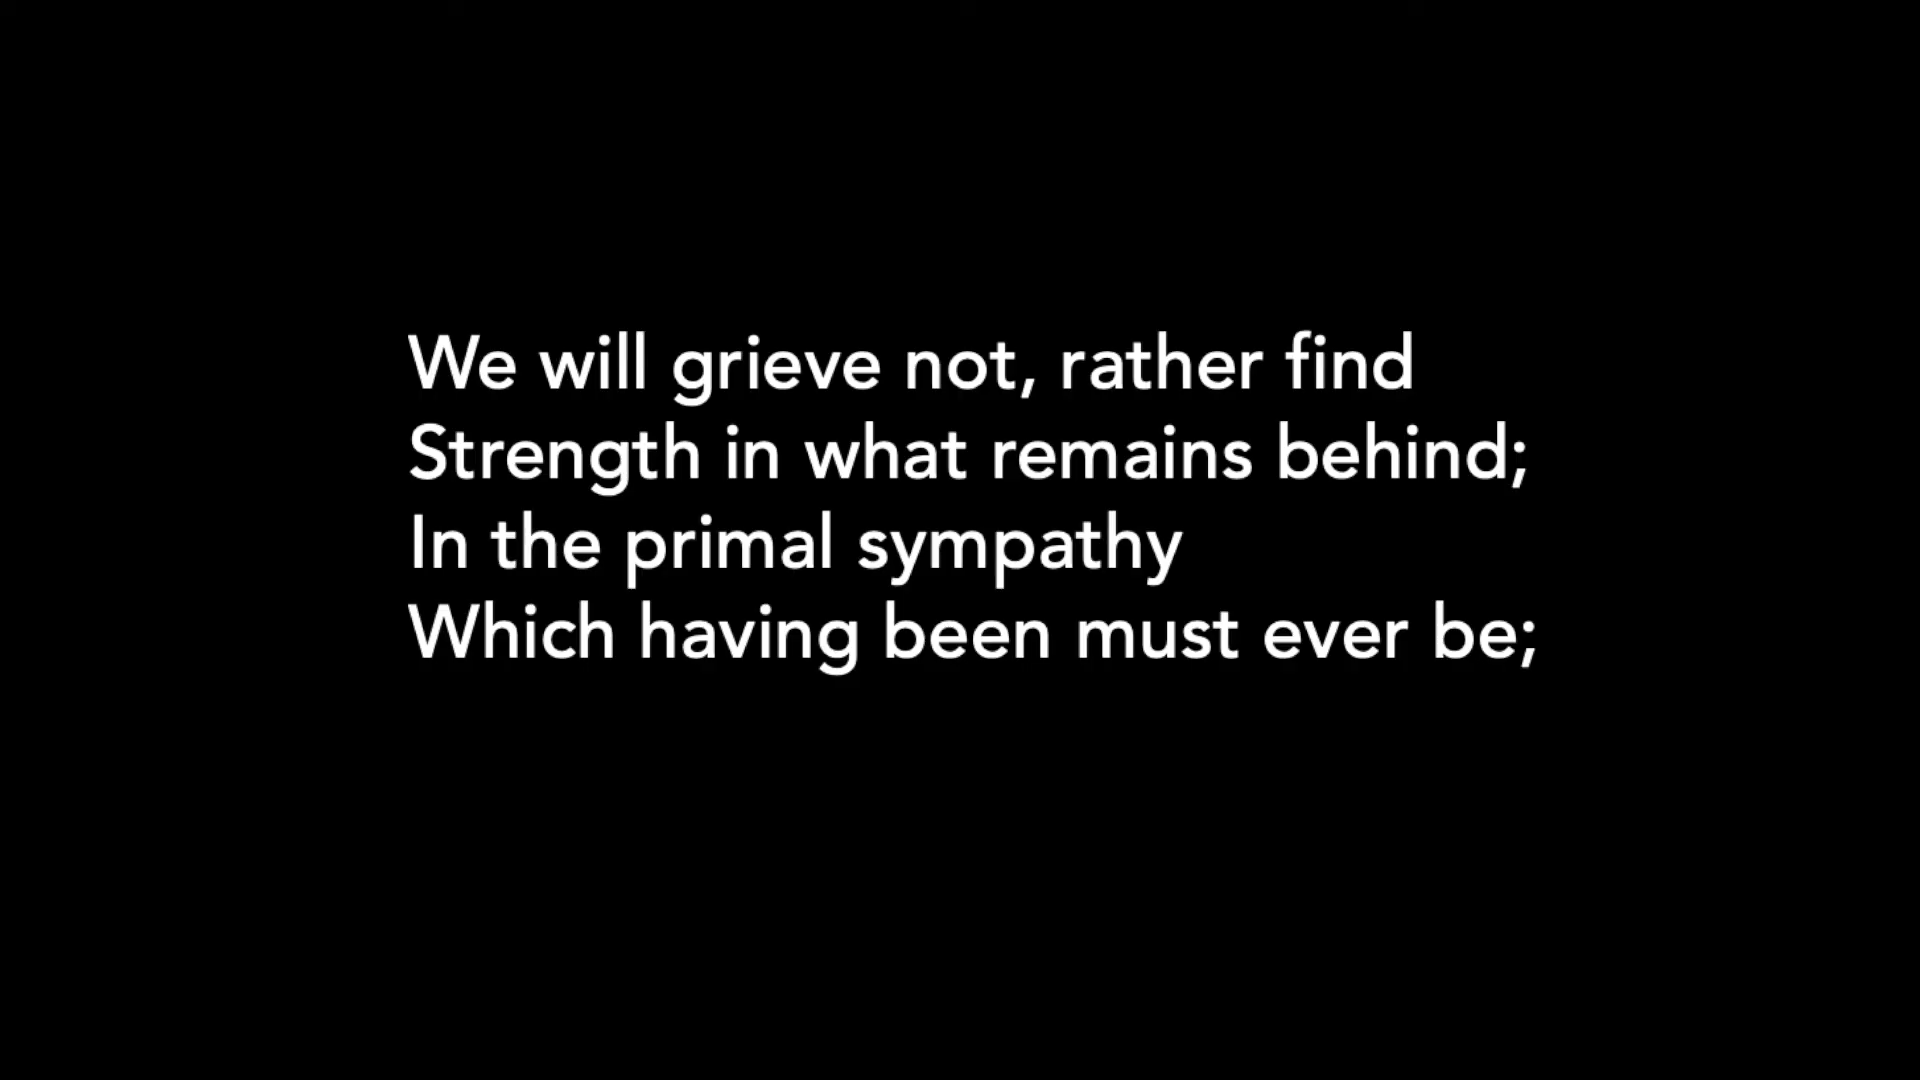 We will grieve not, rather find
Strength in what remains behind;
In the primal sympathy
Which having been must ever be;